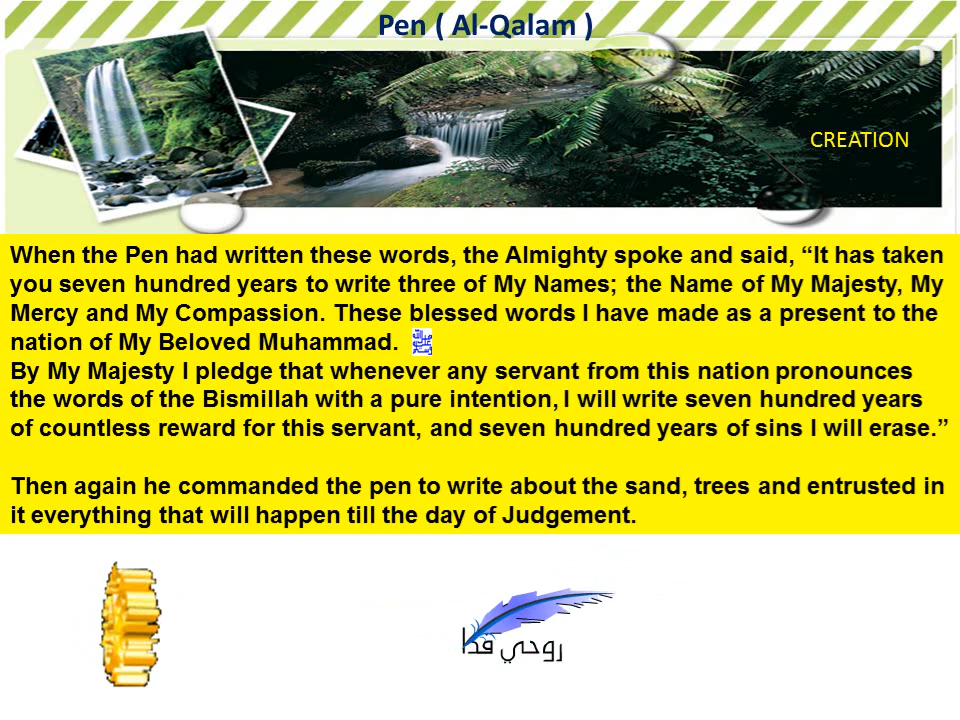 Pen ( Al-Qalam )
CREATION
When the Pen had written these words, the Almighty spoke and said, “It has taken
you seven hundred years to write three of My Names; the Name of My Majesty, My
Mercy and My Compassion. These blessed words I have made as a present to the
nation of My Beloved Muhammad. ﷺ
By My Majesty I pledge that whenever any servant from this nation pronounces
the words of the Bismillah with a pure intention, I will write seven hundred years
of countless reward for this servant, and seven hundred years of sins I will erase.”
Then again he commanded the pen to write about the sand, trees and entrusted in
it everything that will happen till the day of Judgement.
روحي فدا